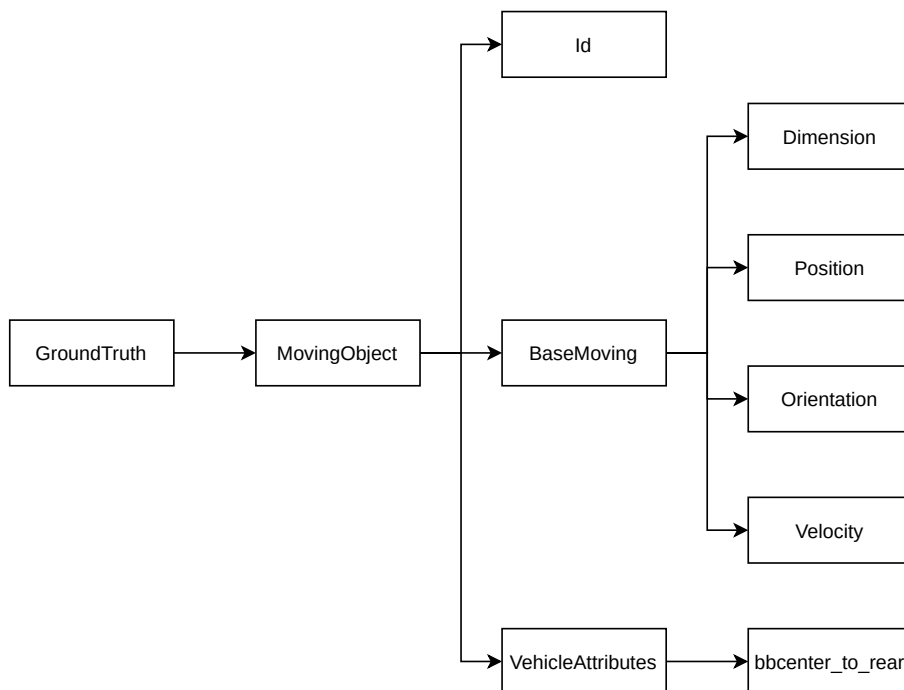 Id
Dimension
Position
GroundTruth
MovingObject
BaseMoving
Orientation
Velocity
VehicleAttributes
bbcenter_to_rear